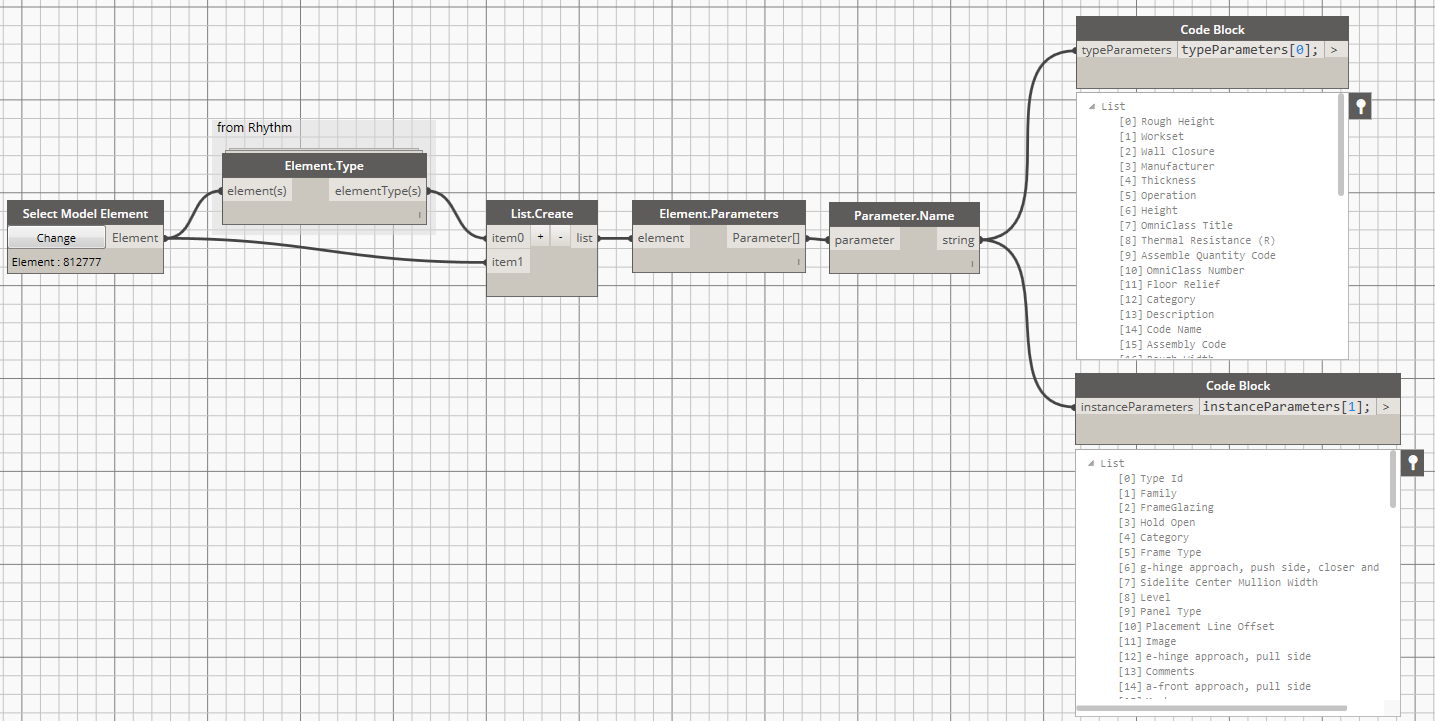 from Rhythm
Element.Type
element(s) elementType(s)
l
Select Model Element
Change Element
Element : 812777
List.Create
item0 + - list
item1
Element.Parameters
element Parameter[]
l
Parameter.Name
parameter string
l
Code Block
typeParameters typeParameters[0]; >
List
[0] Rough Height
[1] Workset
[2] Wall Closure
[3] Manufacturer
[4] Thickness
[5] Operation
[6] Height
[7] OmniClass Title
[8] Thermal Resistance (R)
[9] Assemble Quantity Code
[10] OmniClass Number
[11] Floor Relief
[12] Category
[13] Description
[14] Code Name
[15] Assembly Code
[16] Rough Width
Code Block
instanceParameters instanceParameters[1]; >
List
[0] Type Id
[1] Family
[2] FrameGlazing
[3] Hold Open
[4] Category
[5] Frame Type
[6] g-hinge approach, push side, closer and
[7] Sidelite Center Mullion Width
[8] Level
[9] Panel Type
[10] Placement Line Offset
[11] Image
[12] e-hinge approach, pull side
[13] Comments
[14] a-front approach, pull side